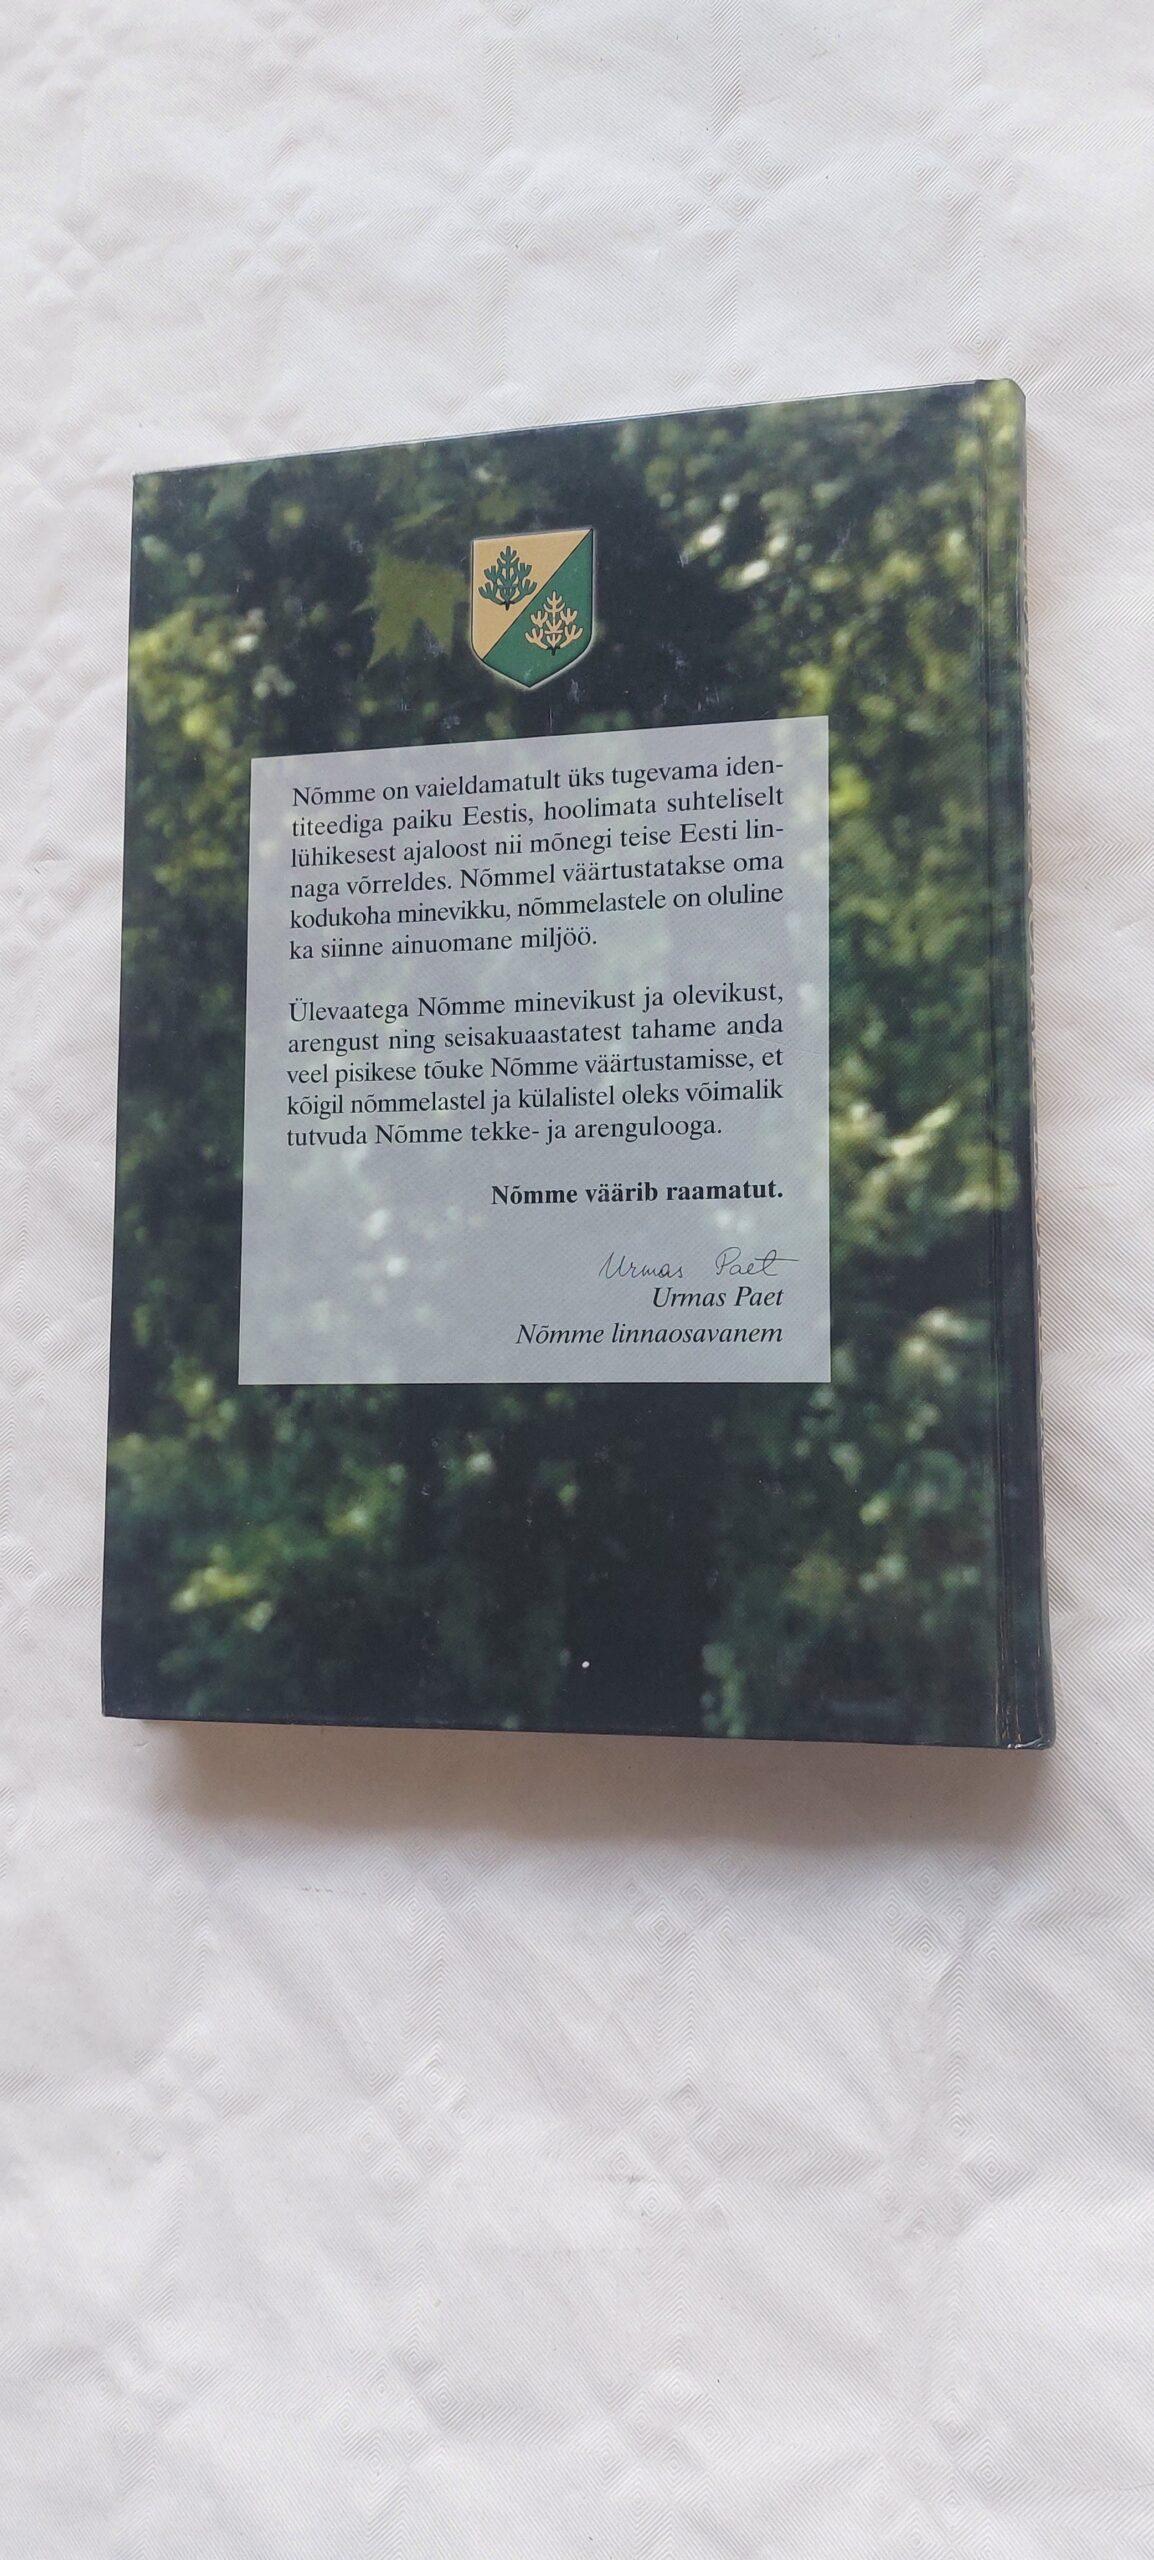 Nõmme on vaieldamatult üks tugevama iden-
titeediga paiku Eestis, hoolimata suhteliselt
lühikesest ajaloost nii mõnegi teise Eesti lin-
naga võrreldes. Nõmmel väärtustatakse oma
kodukoha minevikku, nõmmelastele on oluline
ka siinne ainuomane miljöö.
Ülevaatega Nõmme minevikust ja olevikust,
arengust ning seisakuaastatest tahame anda
veel pisikese tõuke Nõmme väärtustamisse, et
kõigil nõmmelastel ja külalistel oleks võimalik
tutvuda Nõmme tekke- ja arengulooga.
Nõmme väärib raamatut.
Urmas Paet
Urmas Paet
Nõmme linnaosavanem